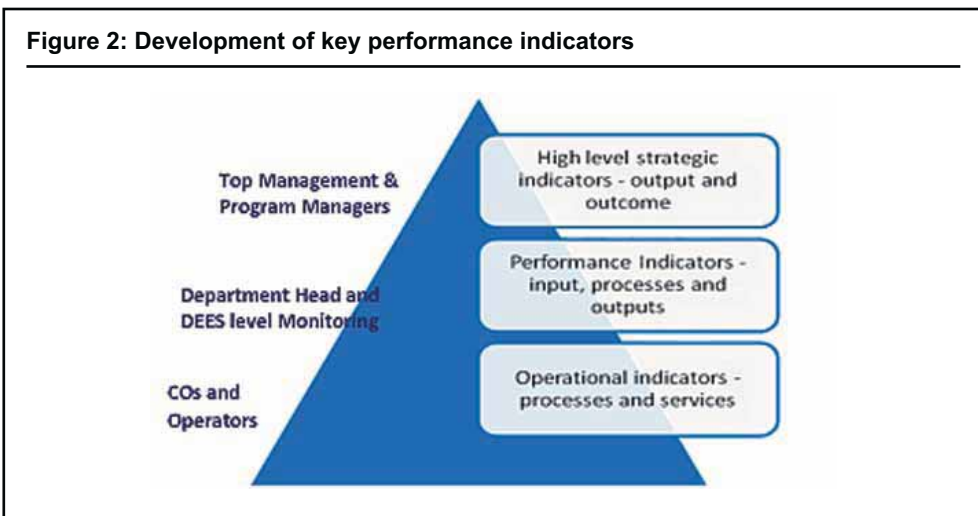 Figure 2: Development of key performance indicators
Top Management &
Program Managers
High level strategic
indicators - output and
outcome
Department Head and
DEES level Monitoring
Performance Indicators -
input, processes and
outputs
COs and
Operators
Operational indicators -
processes and services